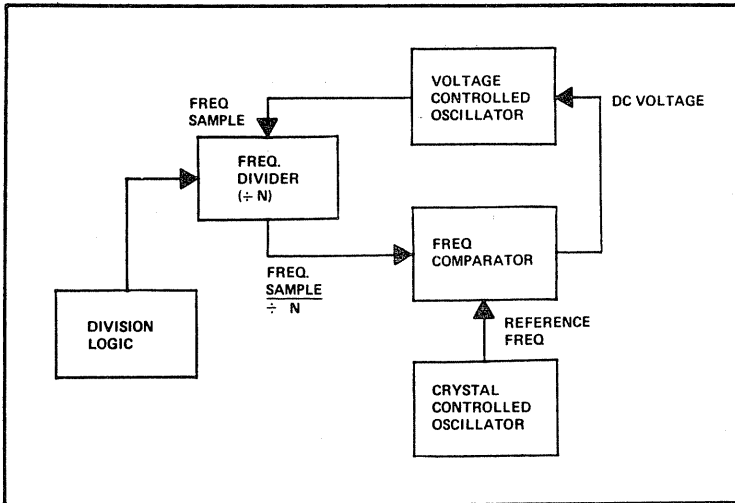 VOLTAGE
CONTROLLED
OSCILLATOR
DC VOLTAGE
FREQ
SAMPLE
FREQ.
DIVIDER
(÷ N)
FREQ
COMPARATOR
FREQ.
SAMPLE
÷ N
DIVISION
LOGIC
REFERENCE
FREQ
CRYSTAL
CONTROLLED
OSCILLATOR